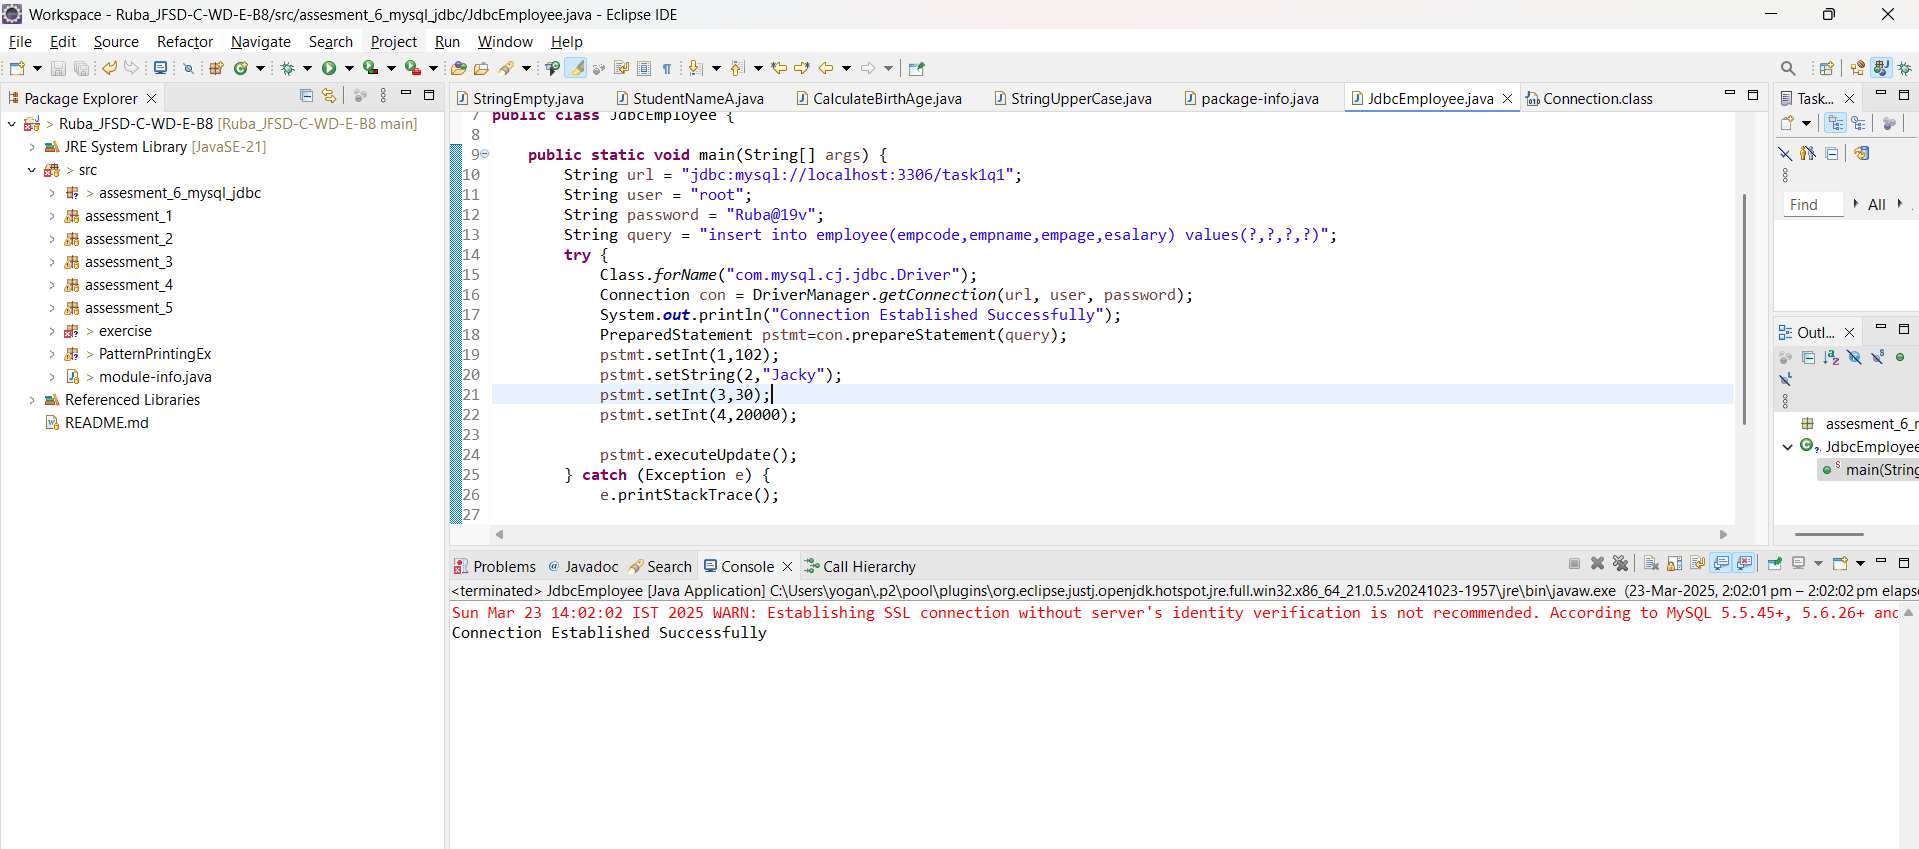 Workspace - Ruba_JFSD-C-WD-E-B8/src/assesment_6_mysql_jdbc/JdbcEmployee.java - Eclipse IDE
File Edit Source Refactor Navigate Search Project Run Window Help
Package Explorer
> Ruba_JFSD-C-WD-E-B8 [Ruba_JFSD-C-WD-E-B8 main]
JRE System Library [JavaSE-21]
> src
> assesment_6_mysql_jdbc
assessment_1
assessment_2
assessment_3
assessment_4
assessment_5
> exercise
> PatternPrintingEx
> module-info.java
Referenced Libraries
README.md
StringEmpty.java StudentNameA.java CalculateBirthAge.java StringUpperCase.java package-info.java JdbcEmployee.java Connection.class
7 public class JdbcEmployee {
8
9 public static void main(String[] args) {
10 String url = "jdbc:mysql://localhost:3306/task1q1";
11 String user = "root";
12 String password = "Ruba@19v";
13 String query = "insert into employee(empcode,empname,empage,esalary) values(?,?,?,?)";
14 try {
15 Class.forName("com.mysql.cj.jdbc.Driver");
16 Connection con = DriverManager.getConnection(url, user, password);
17 System.out.println("Connection Established Successfully");
18 PreparedStatement pstmt=con.prepareStatement(query);
19 pstmt.setInt(1,102);
20 pstmt.setString(2,"Jacky");
21 pstmt.setInt(3,30);
22 pstmt.setInt(4,20000);
23
24 pstmt.executeUpdate();
25 } catch (Exception e) {
26 e.printStackTrace();
27
Problems @ Javadoc Search Console Call Hierarchy
<terminated> JdbcEmployee [Java Application] C:\Users\yogan\.p2\pool\plugins\org.eclipse.justj.openjdk.hotspot.jre.full.win32.x86_64_21.0.5.v20241023-1957\jre\bin\javaw.exe (23-Mar-2025, 2:02:01 pm – 2:02:02 pm elaps
Sun Mar 23 14:02:02 IST 2025 WARN: Establishing SSL connection without server's identity verification is not recommended. According to MySQL 5.5.45+, 5.6.26+ and
Connection Established Successfully
Task...
Find All
Outl...
assesment_6_
JdbcEmployee
main(String